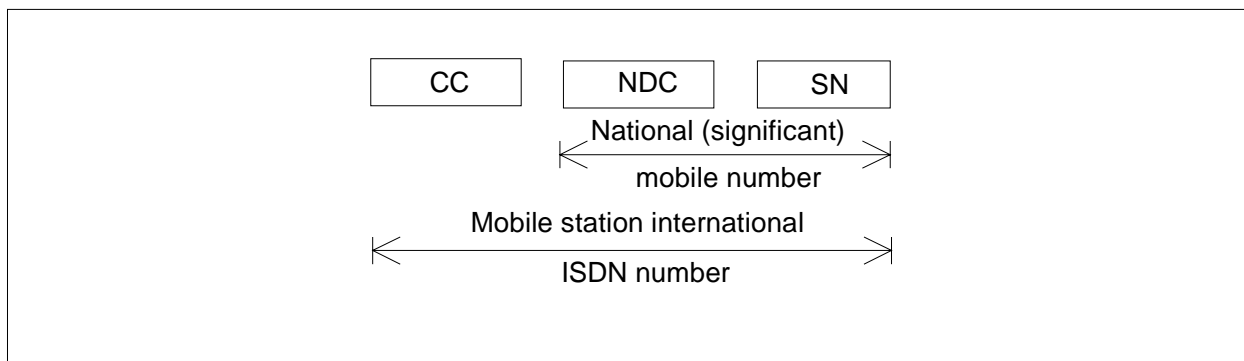 CC NDC SN
National (significant)
mobile number
Mobile station international
ISDN number